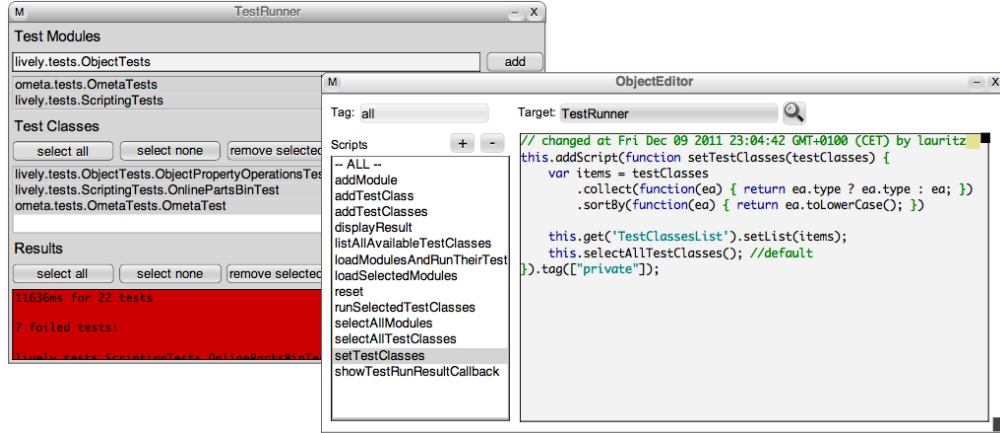 M TestRunner – X
Test Modules
lively.tests.ObjectTests add
ometa.tests.OmetaTests
lively.tests.ScriptingTests
Test Classes
select all select none remove selected
lively.tests.ObjectTests.ObjectPropertyOperationsTes
lively.tests.ScriptingTests.OnlinePartsBinTest
ometa.tests.OmetaTests.OmetaTest
Results
select all select none remove selected
11636ms for 22 tests
7 failed tests:
lively.tests.ScriptingTests.OnlinePartsBinTes
M ObjectEditor – X
Tag: all Target: TestRunner
Scripts + -
-- ALL --
addModule
addTestClass
addTestClasses
displayResult
listAllAvailableTestClasses
loadModulesAndRunTheirTest
loadSelectedModules
reset
runSelectedTestClasses
selectAllModules
selectAllTestClasses
setTestClasses
showTestRunResultCallback
// changed at Fri Dec 09 2011 23:04:42 GMT+0100 (CET) by lauritz
this.addScript(function setTestClasses(testClasses) {
    var items = testClasses
        .collect(function(ea) { return ea.type ? ea.type : ea; })
        .sortBy(function(ea) { return ea.toLowerCase(); })
    this.get('TestClassesList').setList(items);
    this.selectAllTestClasses(); //default
}).tag(["private"]);